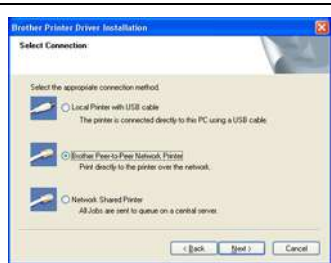 Brother Printer Driver Installation
Select Connection
Select the appropriate connection method.
Local Printer with USB cable
The printer is connected directly to this PC using a USB cable.
Brother Peer-to-Peer Network Printer
Print directly to the printer over the network.
Network Shared Printer
All Jobs are sent to queue on a central server.
< Back Next > Cancel